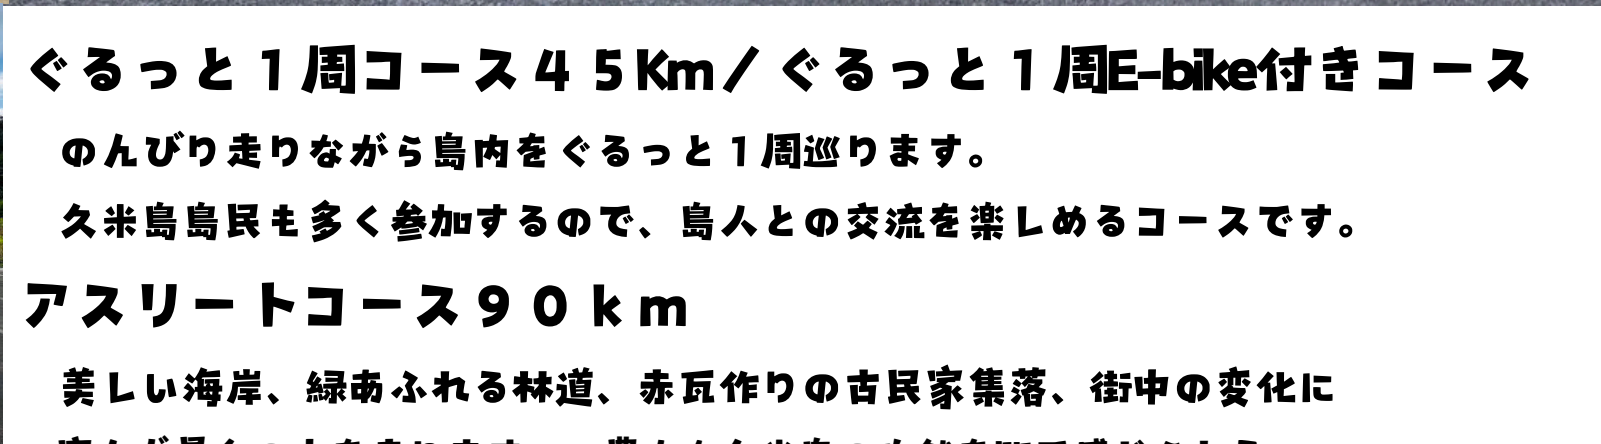 ぐるっと１周コース４５Km／ぐるっと１周E-bike付きコース
のんびり走りながら島内をぐるっと１周巡ります。
久米島島民も多く参加するので、島人との交流を楽しめるコースです。
アスリートコース９０ｋｍ
美しい海岸、緑あふれる林道、赤瓦作りの古民家集落、街中の変化に